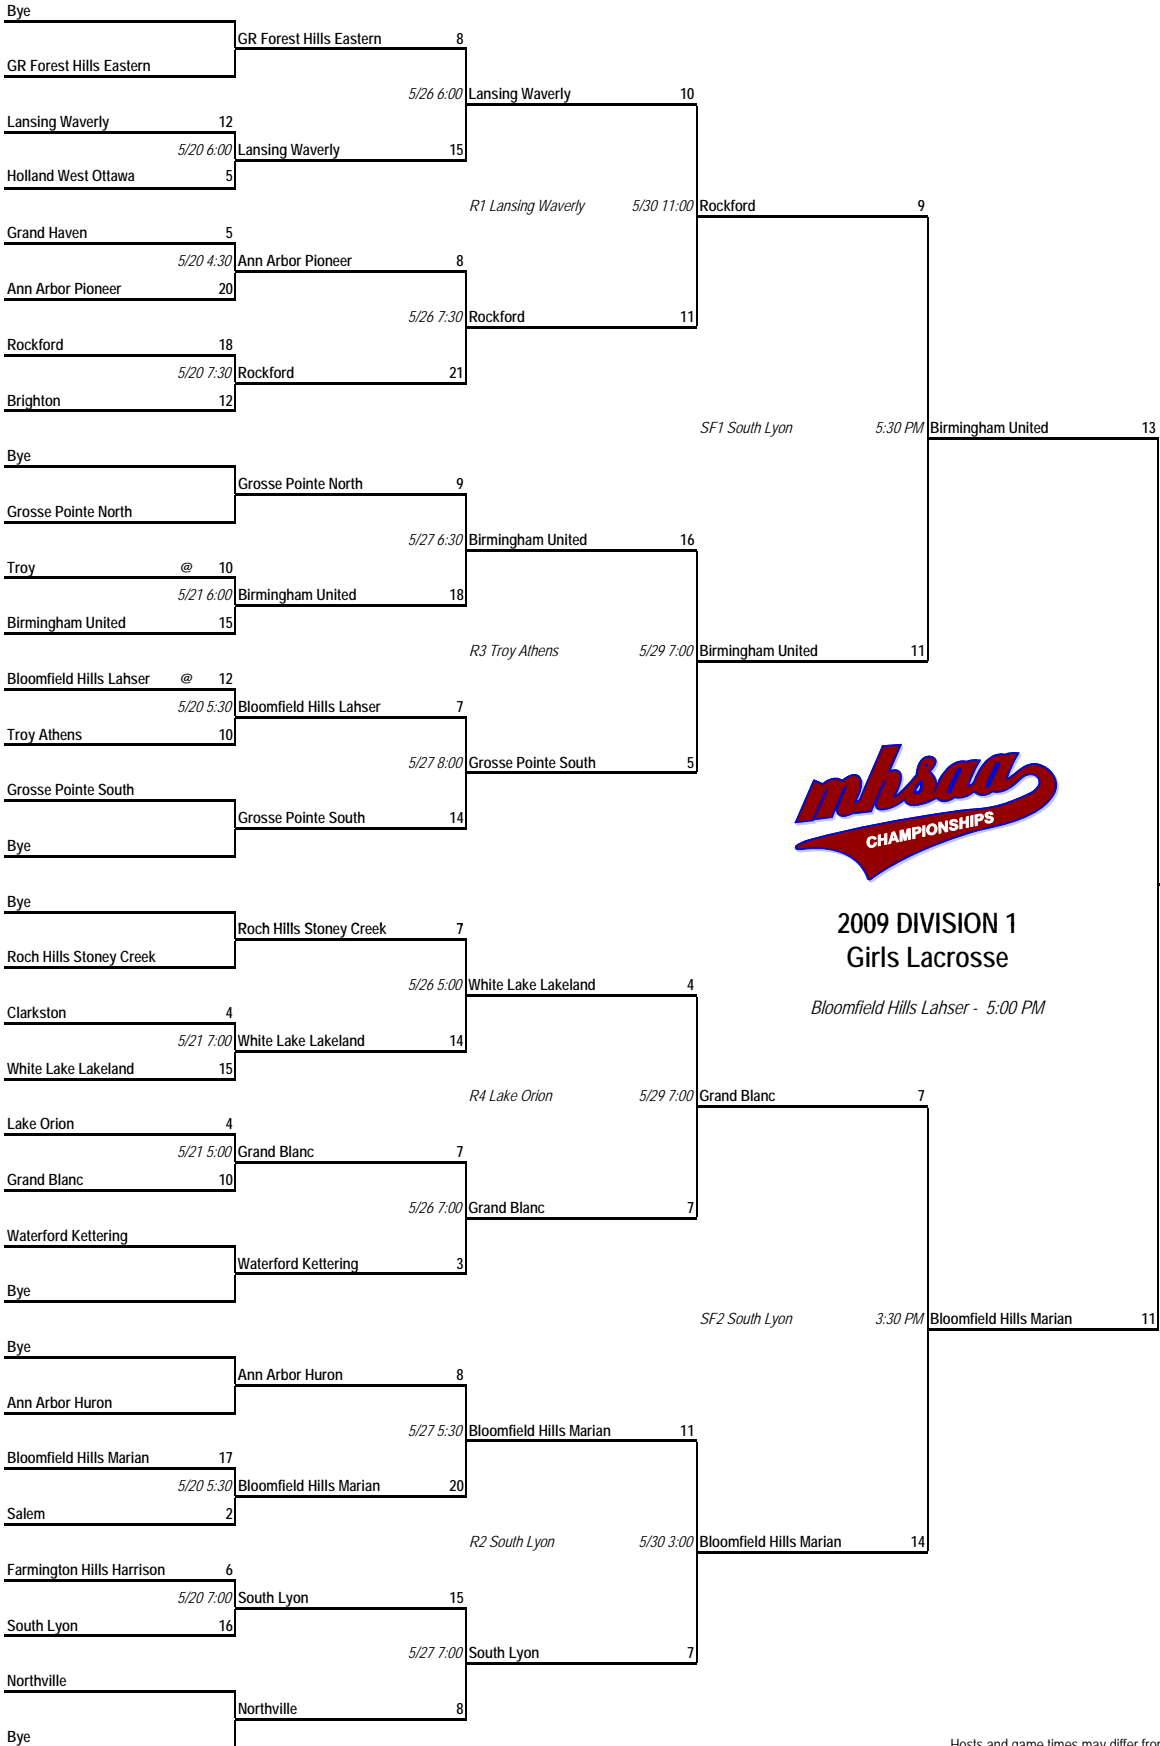 Bye
GR Forest Hills Eastern 8
GR Forest Hills Eastern
5/26 6:00 Lansing Waverly 10
Lansing Waverly 12
5/20 6:00 Lansing Waverly 15
Holland West Ottawa 5
R1 Lansing Waverly 5/30 11:00 Rockford 9
Grand Haven 5
5/20 4:30 Ann Arbor Pioneer 8
Ann Arbor Pioneer 20
5/26 7:30 Rockford 11
Rockford 18
5/20 7:30 Rockford 21
Brighton 12
SF1 South Lyon 5:30 PM Birmingham United 13
Bye
Grosse Pointe North 9
Grosse Pointe North
5/27 6:30 Birmingham United 16
Troy @ 10
5/21 6:00 Birmingham United 18
Birmingham United 15
R3 Troy Athens 5/29 7:00 Birmingham United 11
Bloomfield Hills Lahser @ 12
5/20 5:30 Bloomfield Hills Lahser 7
Troy Athens 10
5/27 8:00 Grosse Pointe South 5
mhsaa
Grosse Pointe South
Grosse Pointe South 14
CHAMPIONSHIPS
Bye
Bye
2009 DIVISION 1
Roch Hills Stoney Creek 7
Girls Lacrosse
Roch Hills Stoney Creek
5/26 5:00 White Lake Lakeland 4
Bloomfield Hills Lahser - 5:00 PM
Clarkston 4
5/21 7:00 White Lake Lakeland 14
White Lake Lakeland 15
R4 Lake Orion 5/29 7:00 Grand Blanc 7
Lake Orion 4
5/21 5:00 Grand Blanc 7
Grand Blanc 10
5/26 7:00 Grand Blanc 7
Waterford Kettering
Waterford Kettering 3
Bye
SF2 South Lyon 3:30 PM Bloomfield Hills Marian 11
Bye
Ann Arbor Huron 8
Ann Arbor Huron
5/27 5:30 Bloomfield Hills Marian 11
Bloomfield Hills Marian 17
5/20 5:30 Bloomfield Hills Marian 20
Salem 2
R2 South Lyon 5/30 3:00 Bloomfield Hills Marian 14
Farmington Hills Harrison 6
5/20 7:00 South Lyon 15
South Lyon 16
5/27 7:00 South Lyon 7
Northville
Northville 8
Bye
Hosts and game times may differ from